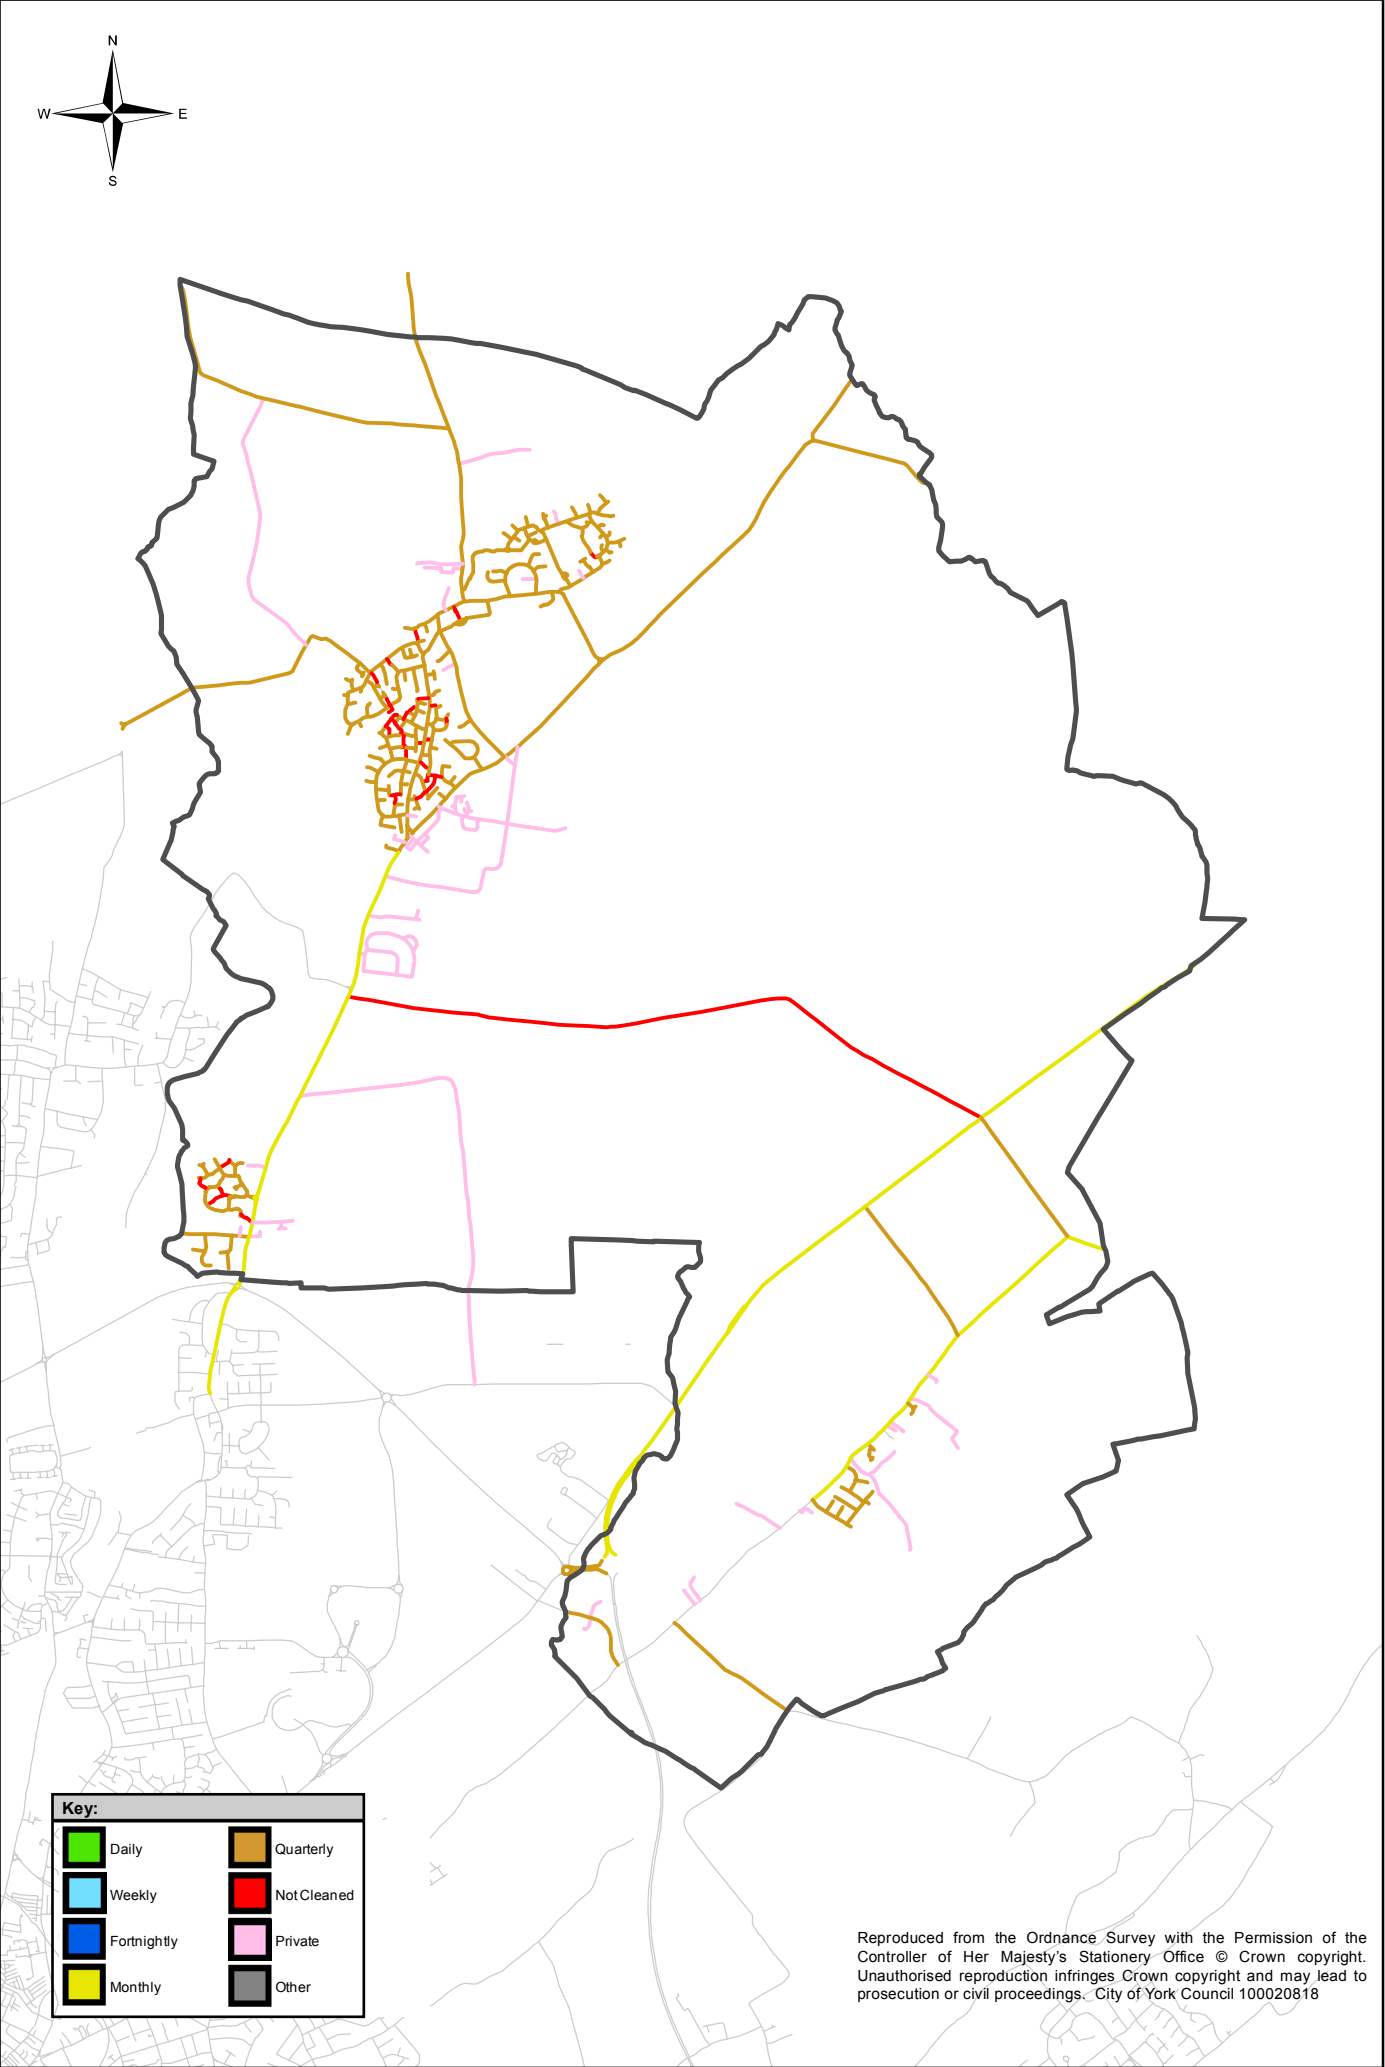 N
W E
S
Key:
Daily
Quarterly
Weekly
Not Cleaned
Fortnightly
Private
Monthly
Other
Reproduced from the Ordnance Survey with the Permission of the
Controller of Her Majesty's Stationery Office © Crown copyright.
Unauthorised reproduction infringes Crown copyright and may lead to
prosecution or civil proceedings. City of York Council 100020818